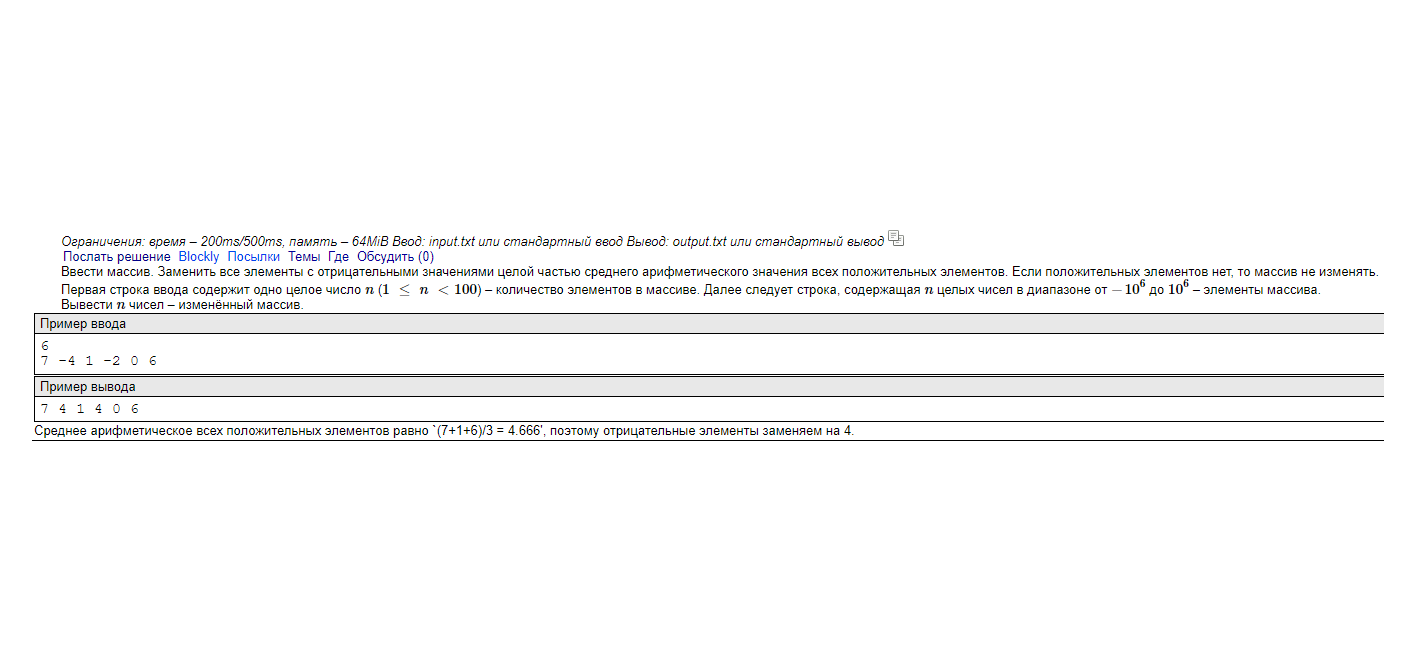 Ограничения: время – 200ms/500ms, память – 64MiB Ввод: input.txt или стандартный ввод Вывод: output.txt или стандартный вывод
Послать решение Blockly Посылки Темы Где Обсудить (0)
Ввести массив. Заменить все элементы с отрицательными значениями целой частью среднего арифметического значения всех положительных элементов. Если положительных элементов нет, то массив не изменять.
Первая строка ввода содержит одно целое число n (1 ≤ n < 100) – количество элементов в массиве. Далее следует строка, содержащая n целых чисел в диапазоне от −10⁶ до 10⁶ – элементы массива.
Вывести n чисел – изменённый массив.
Пример ввода
6
7 -4 1 -2 0 6
Пример вывода
7 4 1 4 0 6
Среднее арифметическое всех положительных элементов равно `(7+1+6)/3 = 4.666', поэтому отрицательные элементы заменяем на 4.